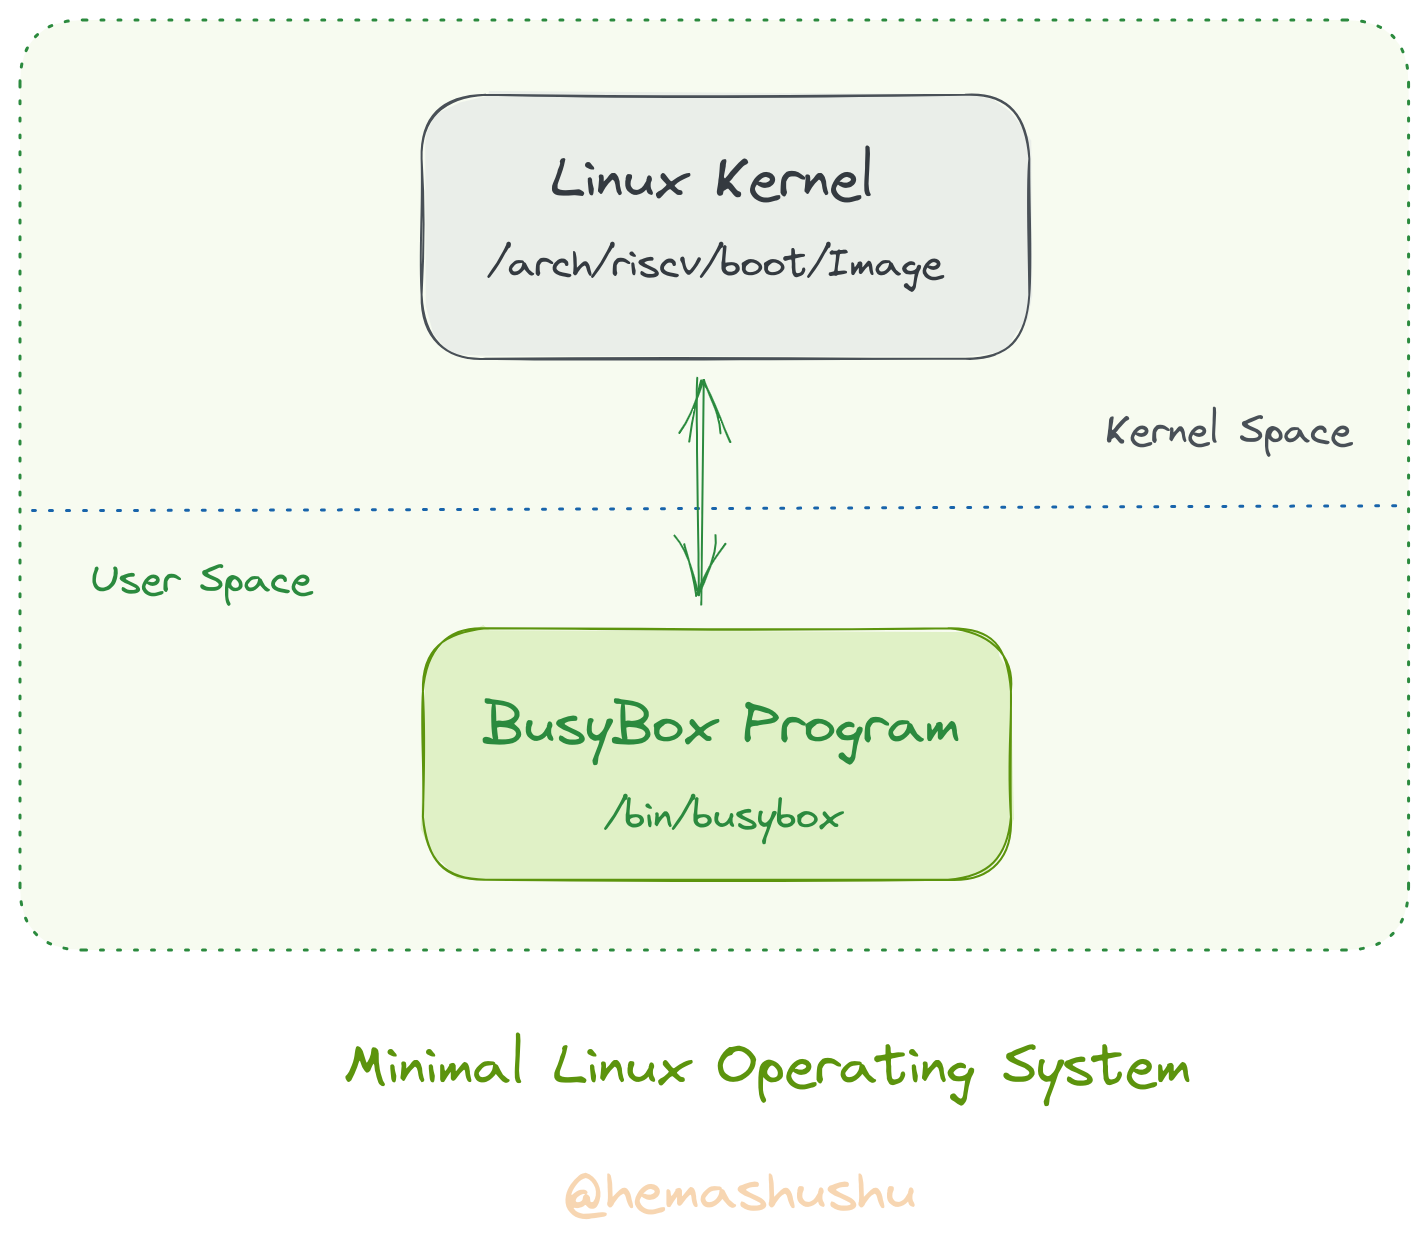 Linux Kernel
/arch/riscv/boot/Image
Kernel Space
User Space
BusyBox Program
/bin/busybox
Minimal Linux Operating System
@hemashushu